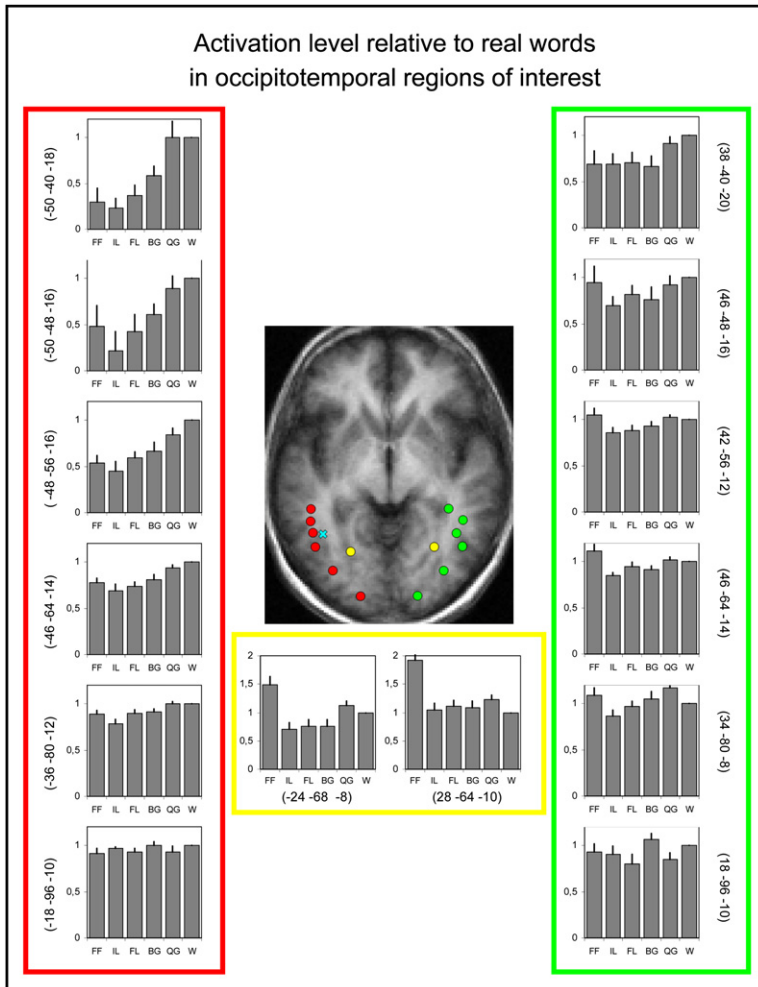 Activation level relative to real words
in occipitotemporal regions of interest
(-50 -40 -18)
1
0,5
0
FF IL FL BG QG W
(-50 -48 -16)
1
0,5
0
FF IL FL BG QG W
(-48 -56 -16)
1
0,5
0
FF IL FL BG QG W
(-46 -64 -14)
1
0,5
0
FF IL FL BG QG W
(-36 -80 -12)
1
0,5
0
FF IL FL BG QG W
(-18 -96 -10)
1
0,5
0
FF IL FL BG QG W
2
1,5
1
0,5
0
FF IL FL BG QG W
(-24 -68 -8)
2
1,5
1
0,5
0
FF IL FL BG QG W
(28 -64 -10)
1
0,5
0
FF IL FL BG QG W
(38 -40 -20)
1
0,5
0
FF IL FL BG QG W
(46 -48 -16)
1
0,5
0
FF IL FL BG QG W
(42 -56 -12)
1
0,5
0
FF IL FL BG QG W
(46 -64 -14)
1
0,5
0
FF IL FL BG QG W
(34 -80 -8)
1
0,5
0
FF IL FL BG QG W
(18 -96 -10)